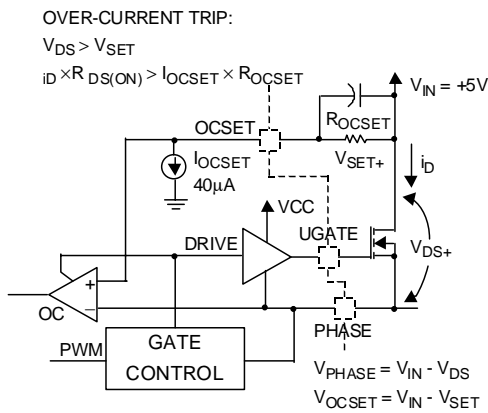 OVER-CURRENT TRIP:
VDS > VSET
iD × RDS(ON) > IOCSET × ROCSET
VIN = +5V
OCSET
ROCSET
IOCSET
40µA
VSET+
iD
VCC
UGATE
DRIVE
VDS+
+
−
OC
PHASE
PWM
GATE
CONTROL
VPHASE = VIN - VDS
VOCSET = VIN - VSET